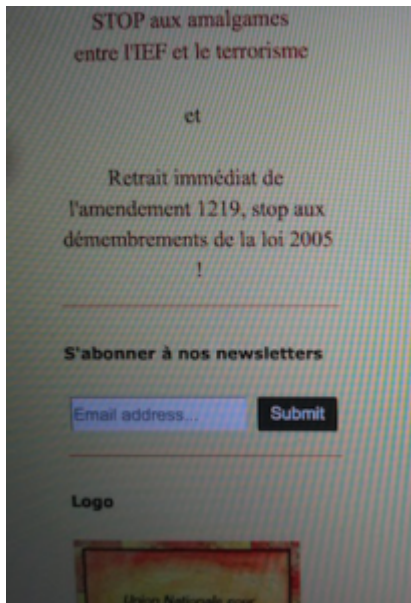 STOP aux amalgames
entre l'IEF et le terrorisme
et
Retrait immédiat de
l'amendement 1219, stop aux
démembrements de la loi 2005
!
S'abonner à nos newsletters
Email address...
Submit
Logo
Union Nationale pour